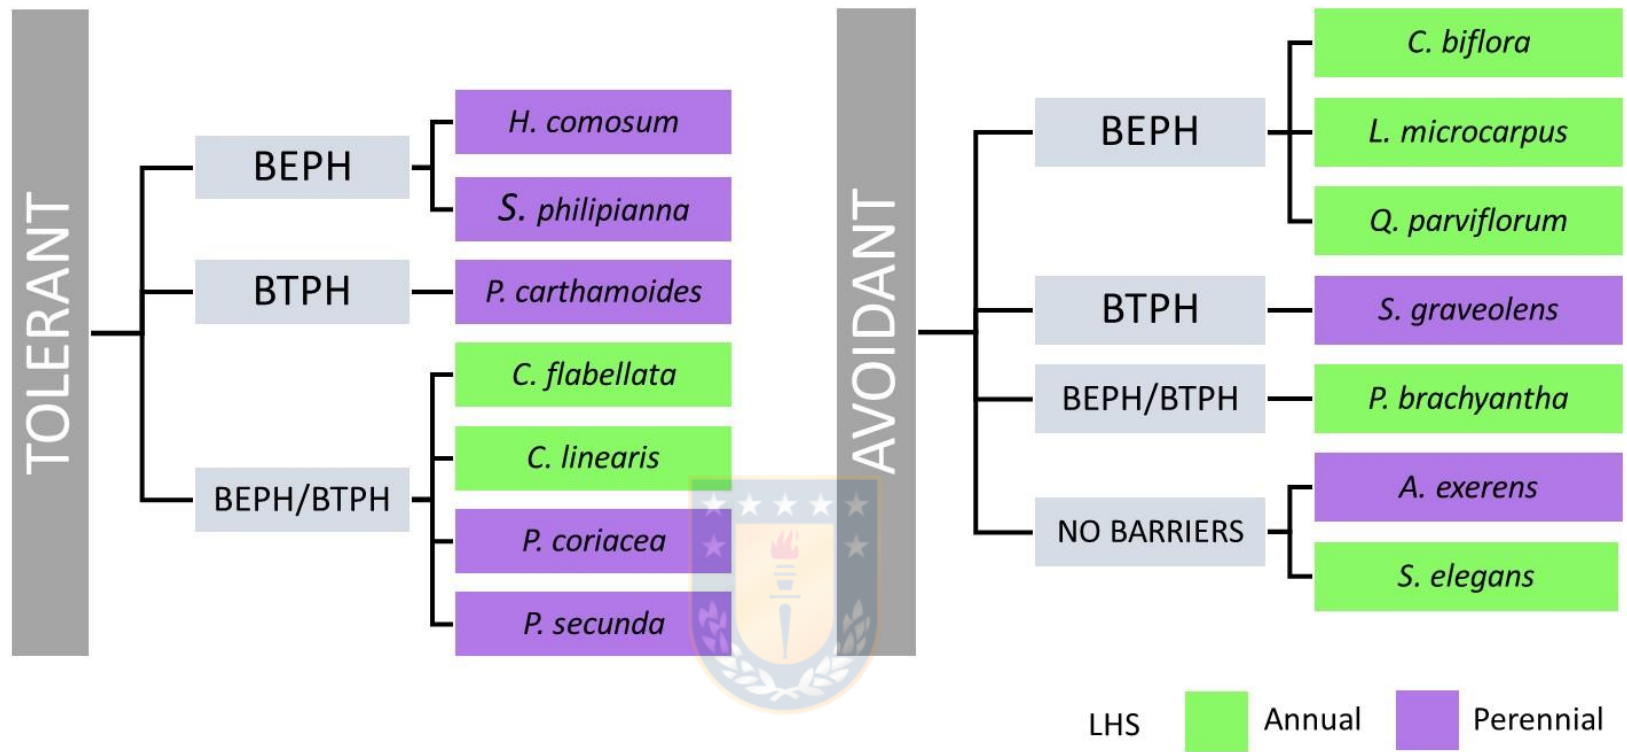 TOLERANT
BEPH
H. comosum
S. philipianna
BTPH
P. carthamoides
BEPH/BTPH
C. flabellata
C. linearis
P. coriacea
P. secunda
AVOIDANT
BEPH
C. biflora
L. microcarpus
Q. parviflorum
BTPH
S. graveolens
BEPH/BTPH
P. brachyantha
NO BARRIERS
A. exerens
S. elegans
LHS Annual Perennial